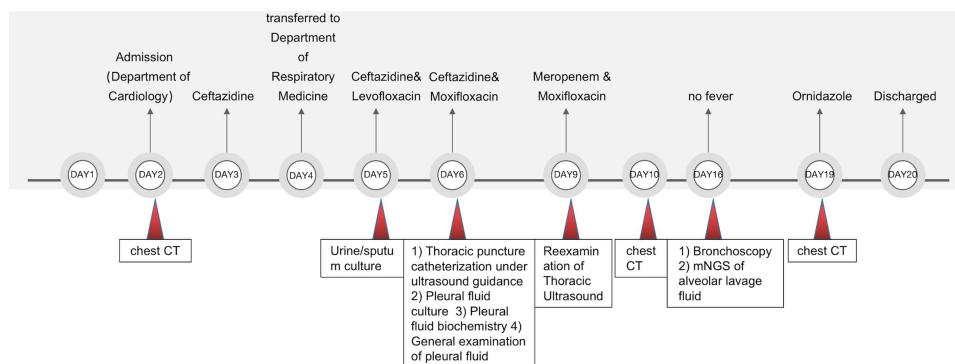 transferred to
Department
of
Respiratory
Medicine
Admission
(Department of
Cardiology)
Ceftazidine
Ceftazidine&
Levofloxacin
Ceftazidine&
Moxifloxacin
Meropenem &
Moxifloxacin
no fever
Ornidazole
Discharged
DAY1
DAY2
DAY3
DAY4
DAY5
DAY6
DAY9
DAY10
DAY16
DAY19
DAY20
chest CT
Urine/sputu
m culture
1) Thoracic puncture
catheterization under
ultrasound guidance
2) Pleural fluid
culture 3) Pleural
fluid biochemistry 4)
General examination
of pleural fluid
Reexamin
ation of
Thoracic
Ultrasound
chest
CT
1) Bronchoscopy
2) mNGS of
alveolar lavage
fluid
chest CT